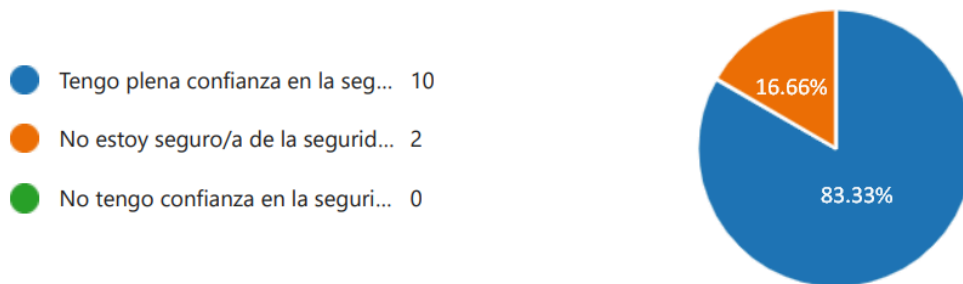 Tengo plena confianza en la seg... 10
No estoy seguro/a de la segurid... 2
No tengo confianza en la seguri... 0
16.66%
83.33%